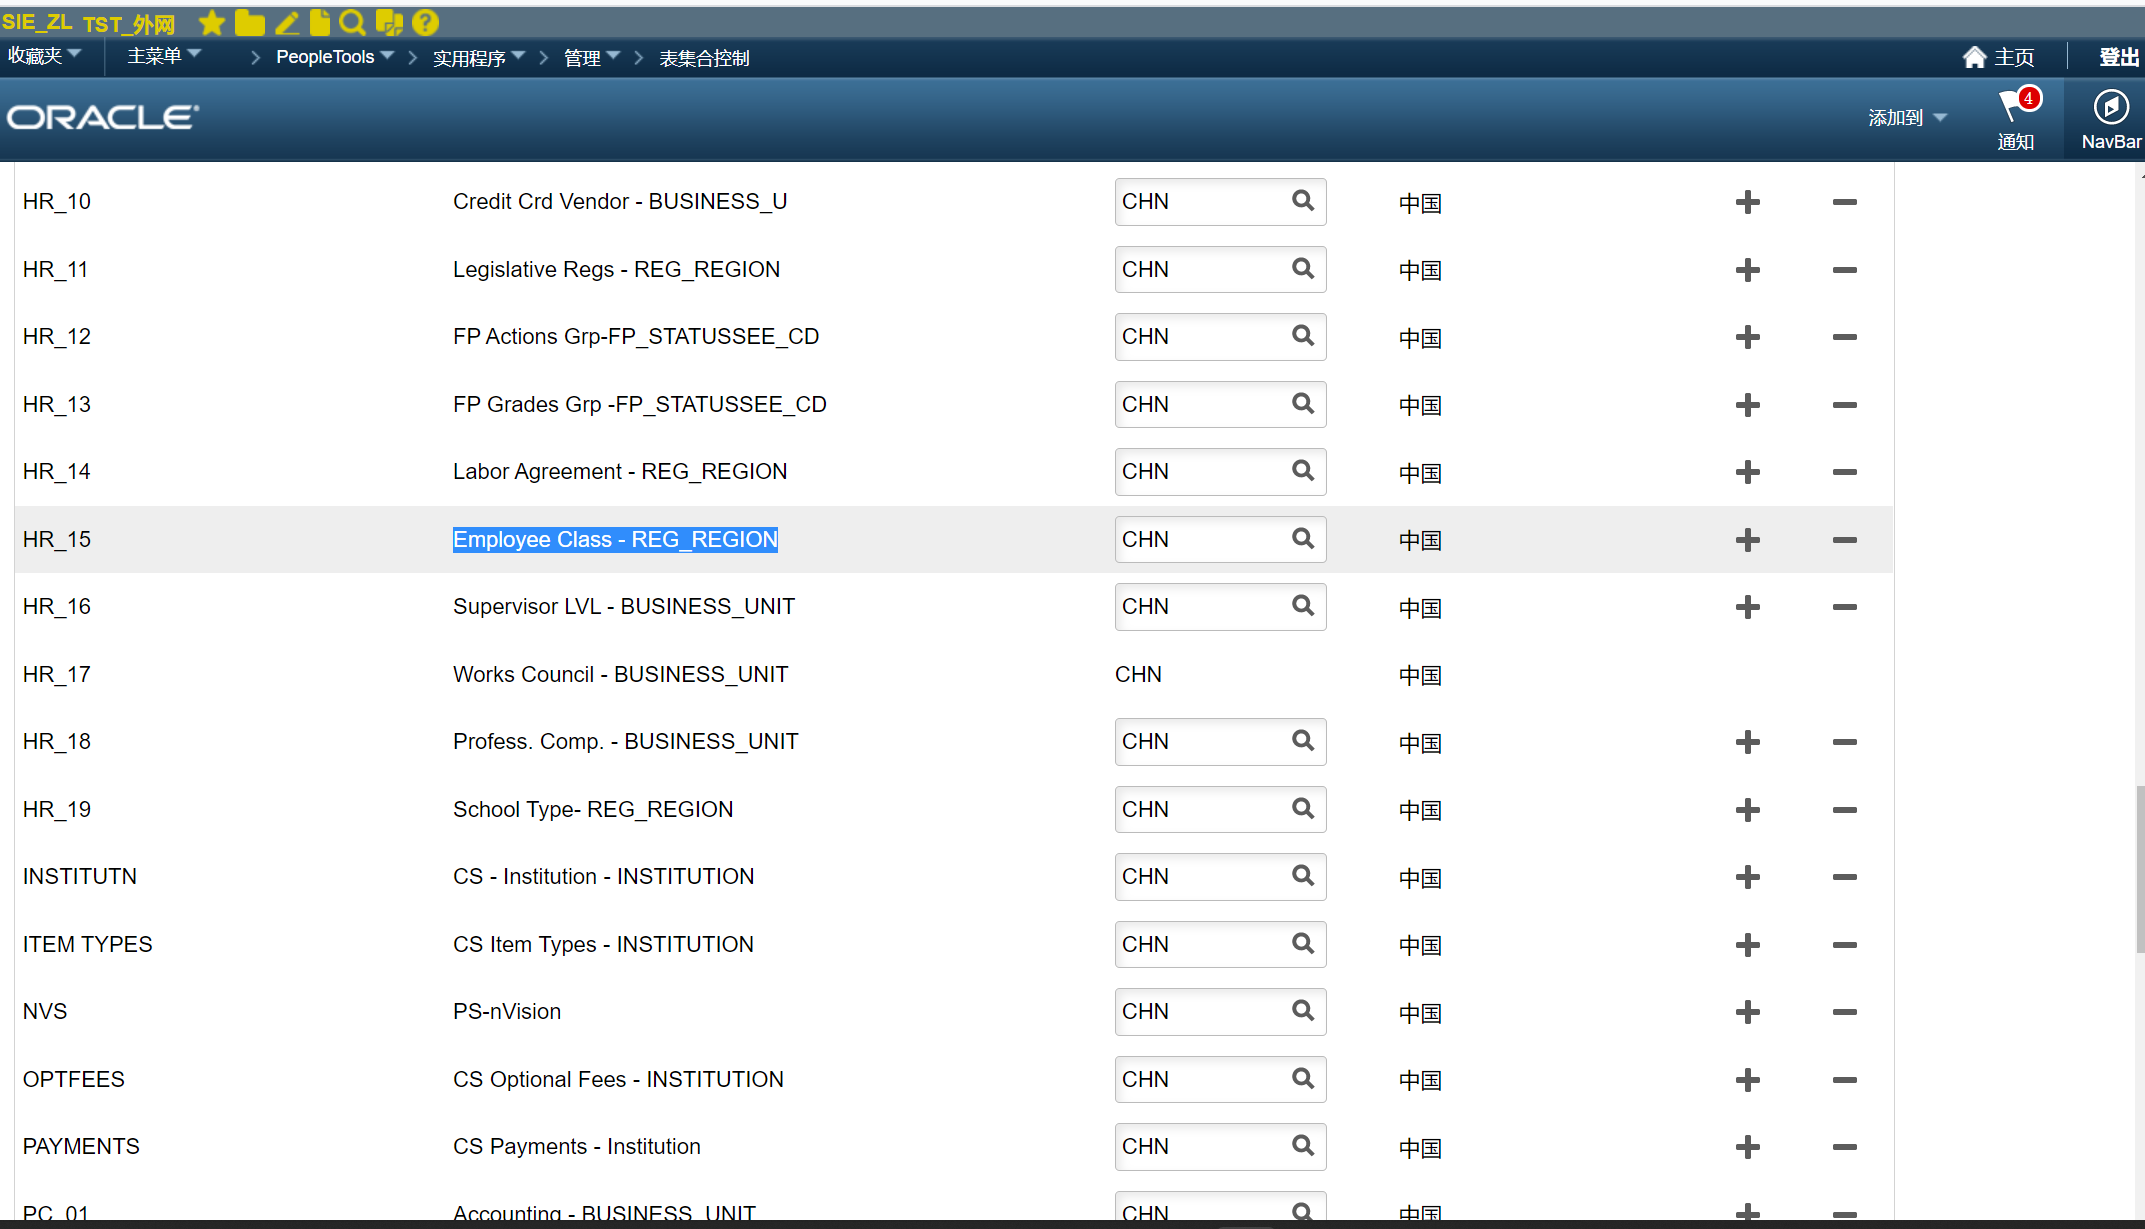 SIE_ZL TST_外网
收藏夹 主菜单 PeopleTools 实用程序 管理 表集合控制 主页 登出
ORACLE 添加到 4 通知 NavBar
HR_10 Credit Crd Vendor - BUSINESS_U CHN 中国
HR_11 Legislative Regs - REG_REGION CHN 中国
HR_12 FP Actions Grp-FP_STATUSSEE_CD CHN 中国
HR_13 FP Grades Grp -FP_STATUSSEE_CD CHN 中国
HR_14 Labor Agreement - REG_REGION CHN 中国
HR_15 Employee Class - REG_REGION CHN 中国
HR_16 Supervisor LVL - BUSINESS_UNIT CHN 中国
HR_17 Works Council - BUSINESS_UNIT CHN 中国
HR_18 Profess. Comp. - BUSINESS_UNIT CHN 中国
HR_19 School Type- REG_REGION CHN 中国
INSTITUTN CS - Institution - INSTITUTION CHN 中国
ITEM TYPES CS Item Types - INSTITUTION CHN 中国
NVS PS-nVision CHN 中国
OPTFEES CS Optional Fees - INSTITUTION CHN 中国
PAYMENTS CS Payments - Institution CHN 中国
PC_01 Accounting - BUSINESS_UNIT CHN 中国